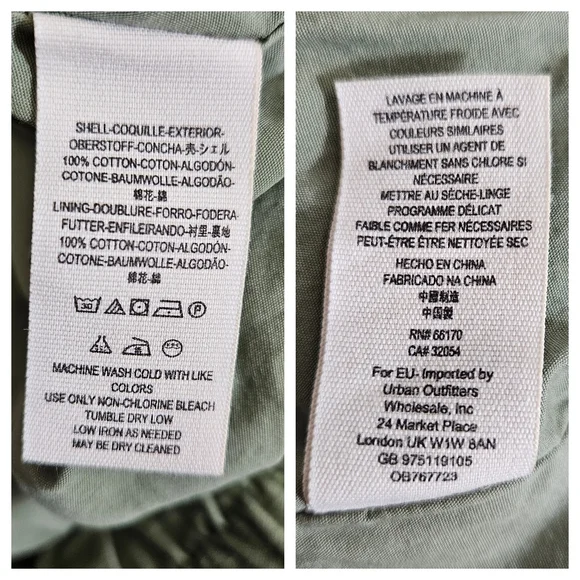 SHELL-COQUILLE-EXTERIOR-
OBERSTOFF-CONCHA-売-シェル
100% COTTON-COTON-ALGODÓN-
COTONE-BAUMWOLLE-ALGODÃO-
棉花-綿
LINING-DOUBLURE-FORRO-FODERA-
FUTTER-ENFILEIRANDO-衬里-裏地
100% COTTON-COTON-ALGODÓN-
COTONE-BAUMWOLLE-ALGODÃO-
棉花-綿
MACHINE WASH COLD WITH LIKE
COLORS
USE ONLY NON-CHLORINE BLEACH
TUMBLE DRY LOW
LOW IRON AS NEEDED
MAY BE DRY CLEANED
LAVAGE EN MACHINE À
TEMPÉRATURE FROIDE AVEC
COULEURS SIMILAIRES
UTILISER UN AGENT DE
BLANCHIMENT SANS CHLORE SI
NÉCESSAIRE
METTRE AU SÈCHE-LINGE
PROGRAMME DÉLICAT
FAIBLE COMME FER NÉCESSAIRES
PEUT-ÊTRE ÊTRE NETTOYÉE SEC
HECHO EN CHINA
FABRICADO NA CHINA
中國制造
中国製
RN# 66170
CA# 32054
For EU- Imported by
Urban Outfitters
Wholesale, Inc
24 Market Place
London UK W1W 8AN
GB 975119105
OB767723